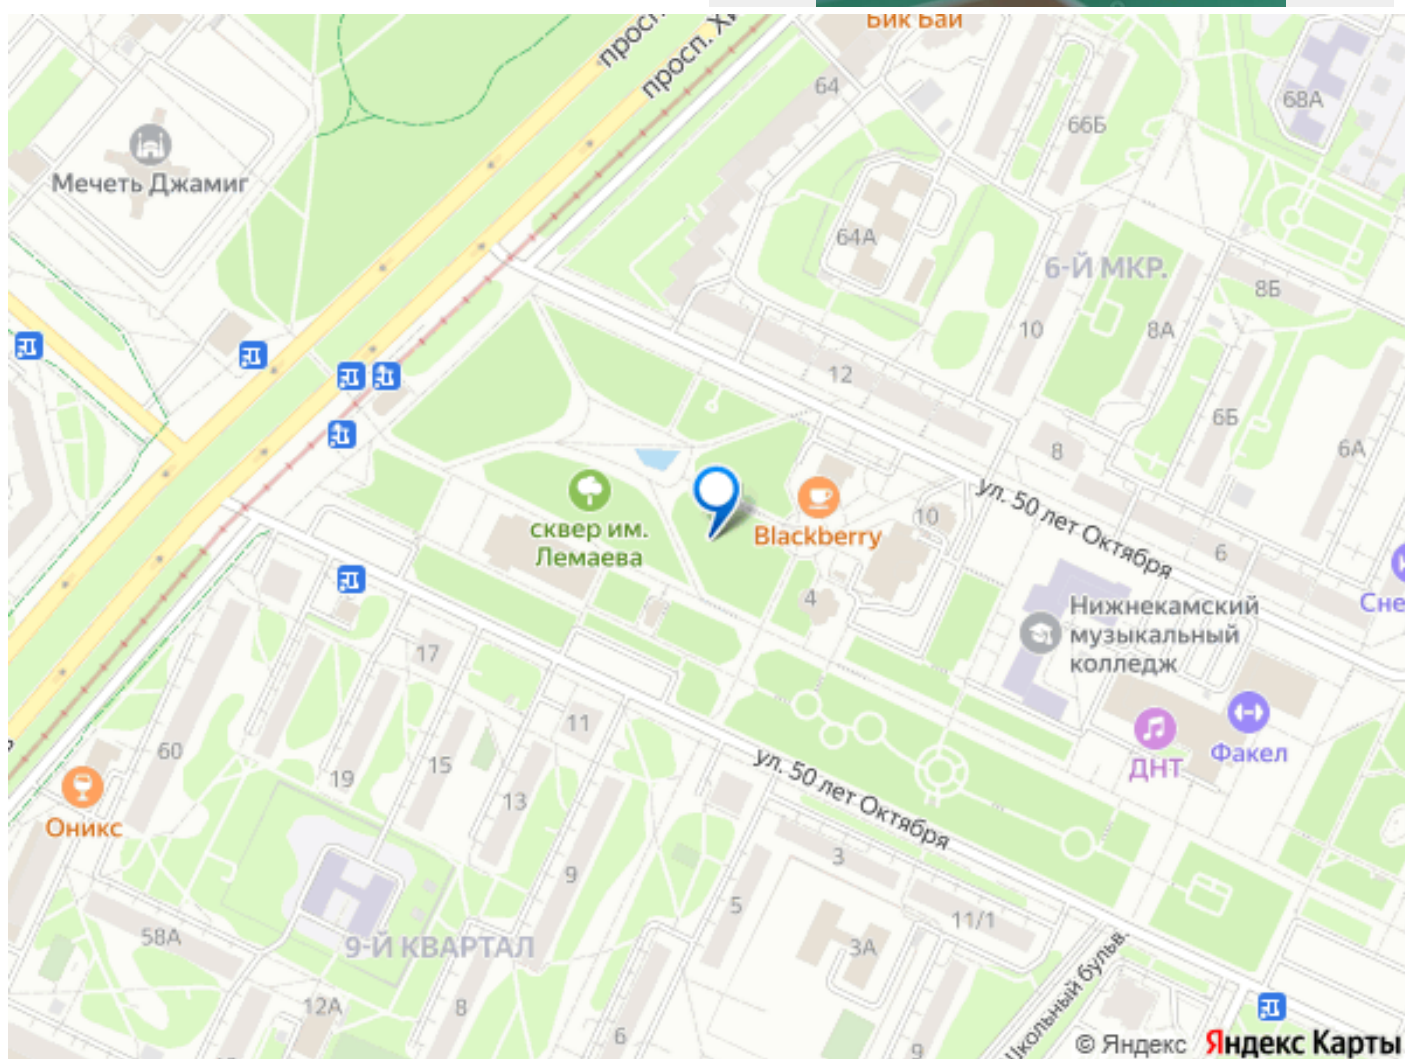 Бик Бай
просп.
просп. Хи
64
66Б
68А
Мечеть Джамиг
64А
6-Й МКР.
8Б
10
8А
12
6Б
6А
8
ул. 50 лет Октября
Blackberry
10
сквер им.
Лемаева
6
4
Сне
Нижнекамский
музыкальный
колледж
17
11
Факел
ДНТ
60
19
15
13
ул. 50 лет Октября
Оникс
3
9
5
11/1
58А
9-Й КВАРТАЛ
3А
Школьный бульв.
12А
8
6
9
© Яндекс
Яндекс Карты